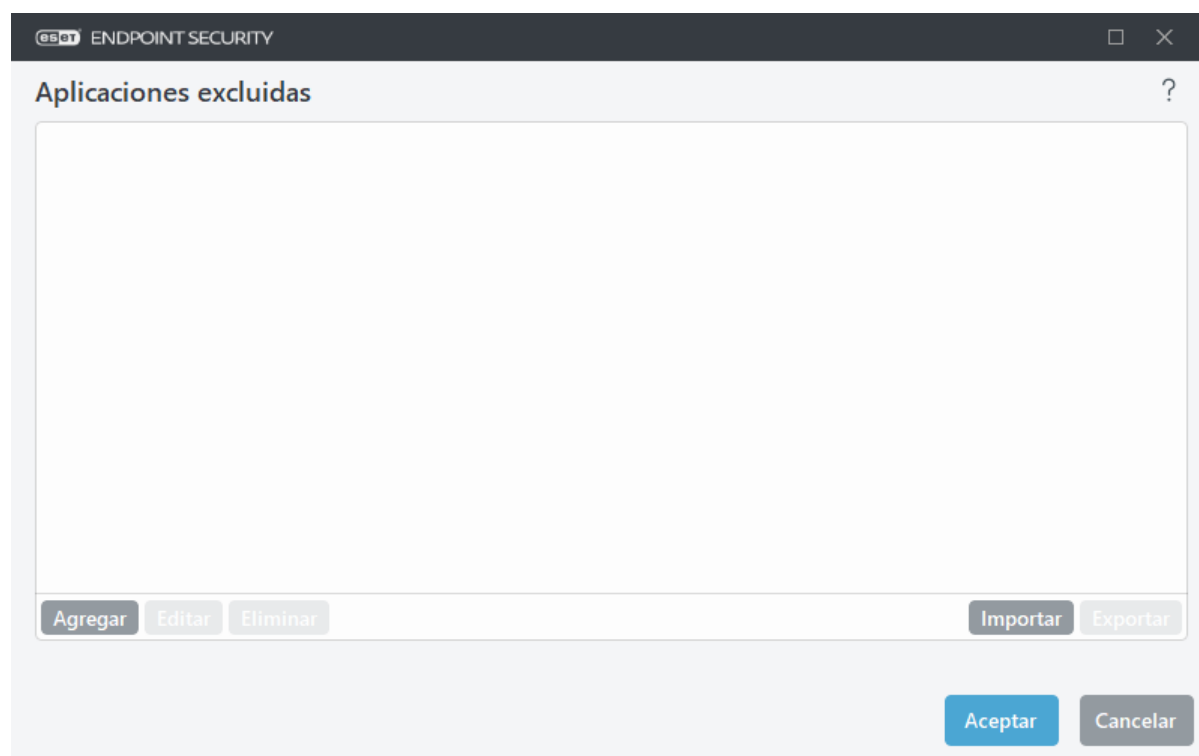 eset ENDPOINT SECURITY
Aplicaciones excluidas ?
Agregar Editar Eliminar Importar Exportar
Aceptar Cancelar